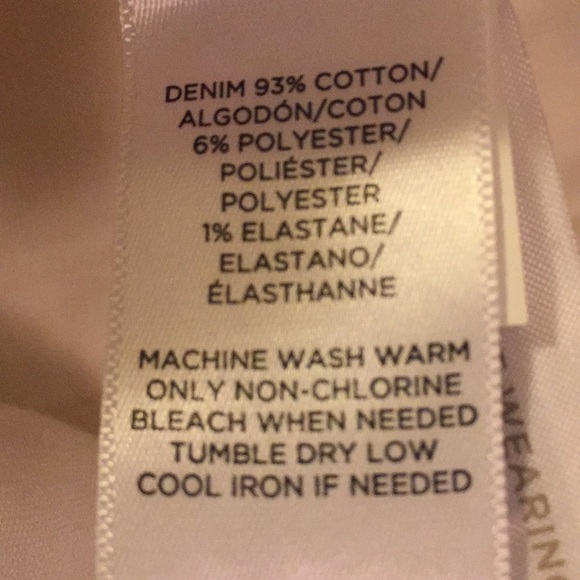 DENIM 93% COTTON/
ALGODÓN/COTON
6% POLYESTER/
POLIÉSTER/
POLYESTER
1% ELASTANE/
ELASTANO/
ÉLASTHANNE
MACHINE WASH WARM
ONLY NON-CHLORINE
BLEACH WHEN NEEDED
TUMBLE DRY LOW
COOL IRON IF NEEDED
WEARING